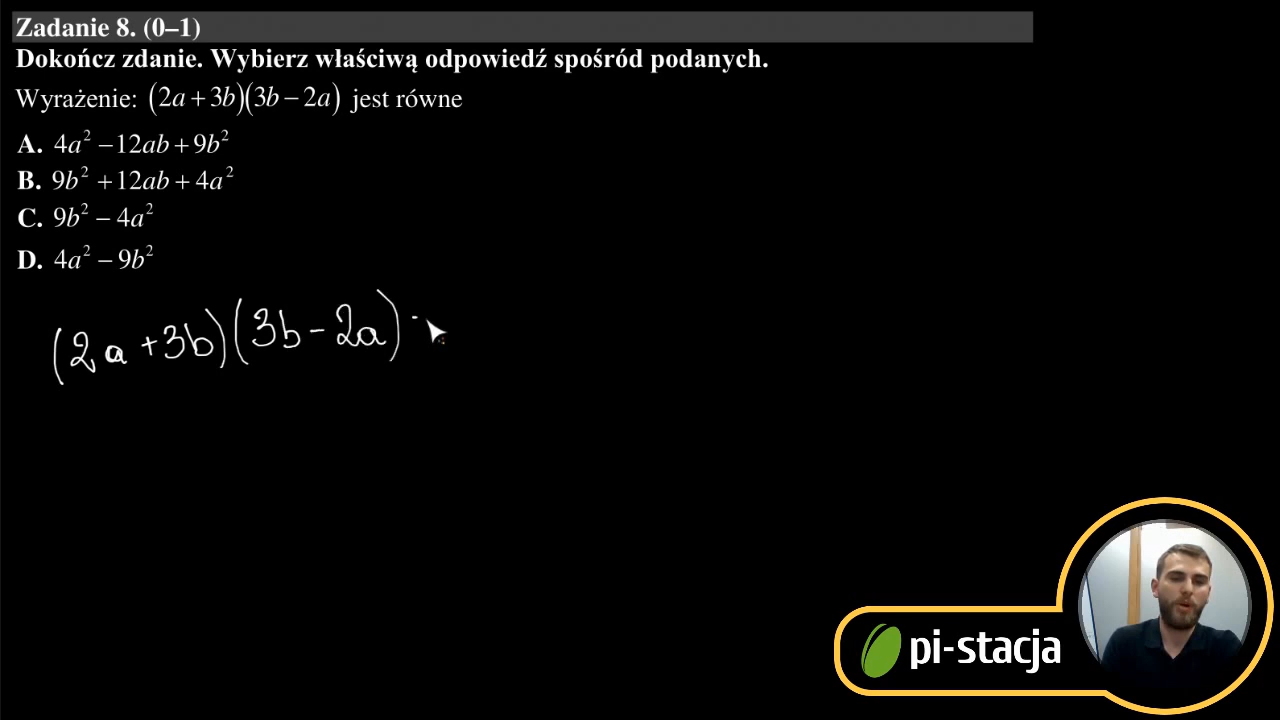 Zadanie 8. (0–1)
Dokończ zdanie. Wybierz właściwą odpowiedź spośród podanych.
Wyrażenie: (2a + 3b)(3b − 2a) jest równe
A. 4a² − 12ab + 9b²
B. 9b² + 12ab + 4a²
C. 9b² − 4a²
D. 4a² − 9b²
(2a + 3b)(3b − 2a)
pi-stacja